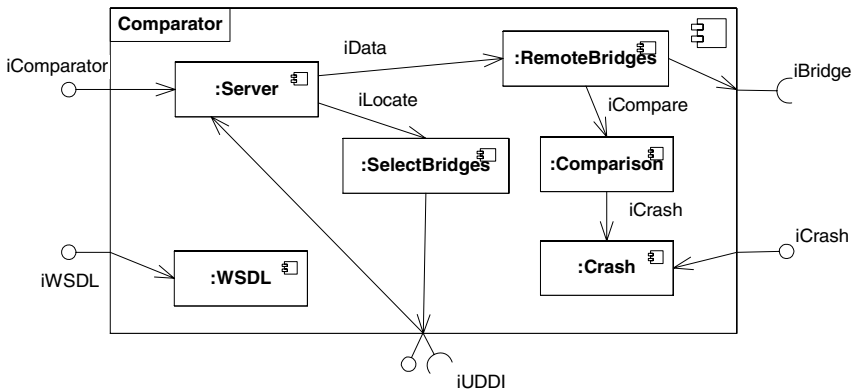 Comparator
iData
iComparator
:Server
:RemoteBridges
iBridge
iLocate
iCompare
:SelectBridges
:Comparison
iCrash
iCrash
iWSDL
:WSDL
:Crash
iUDDI